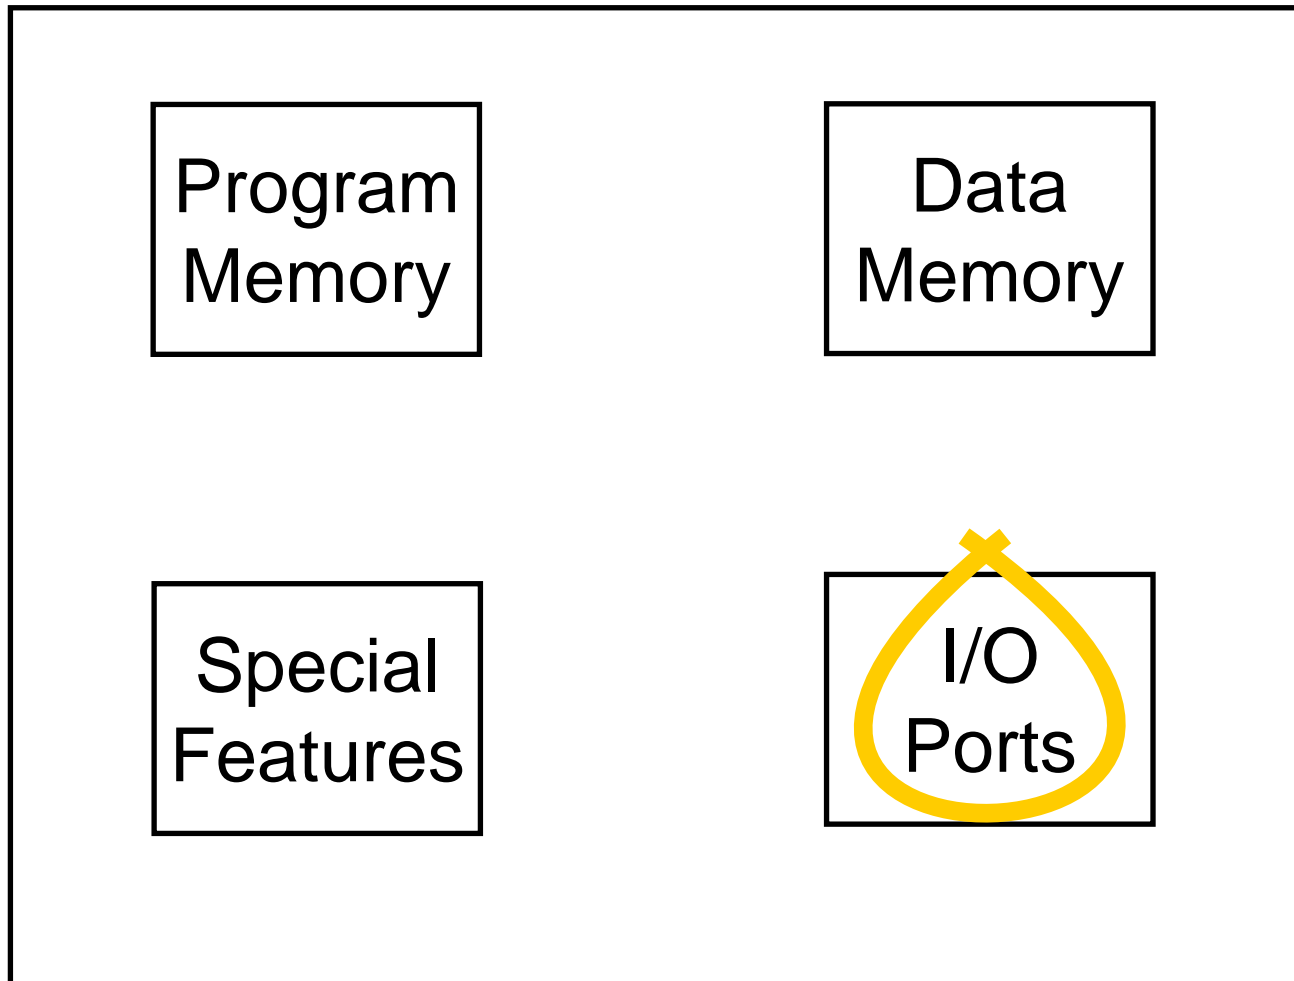 Program
Memory
Data
Memory
Special
Features
I/O
Ports